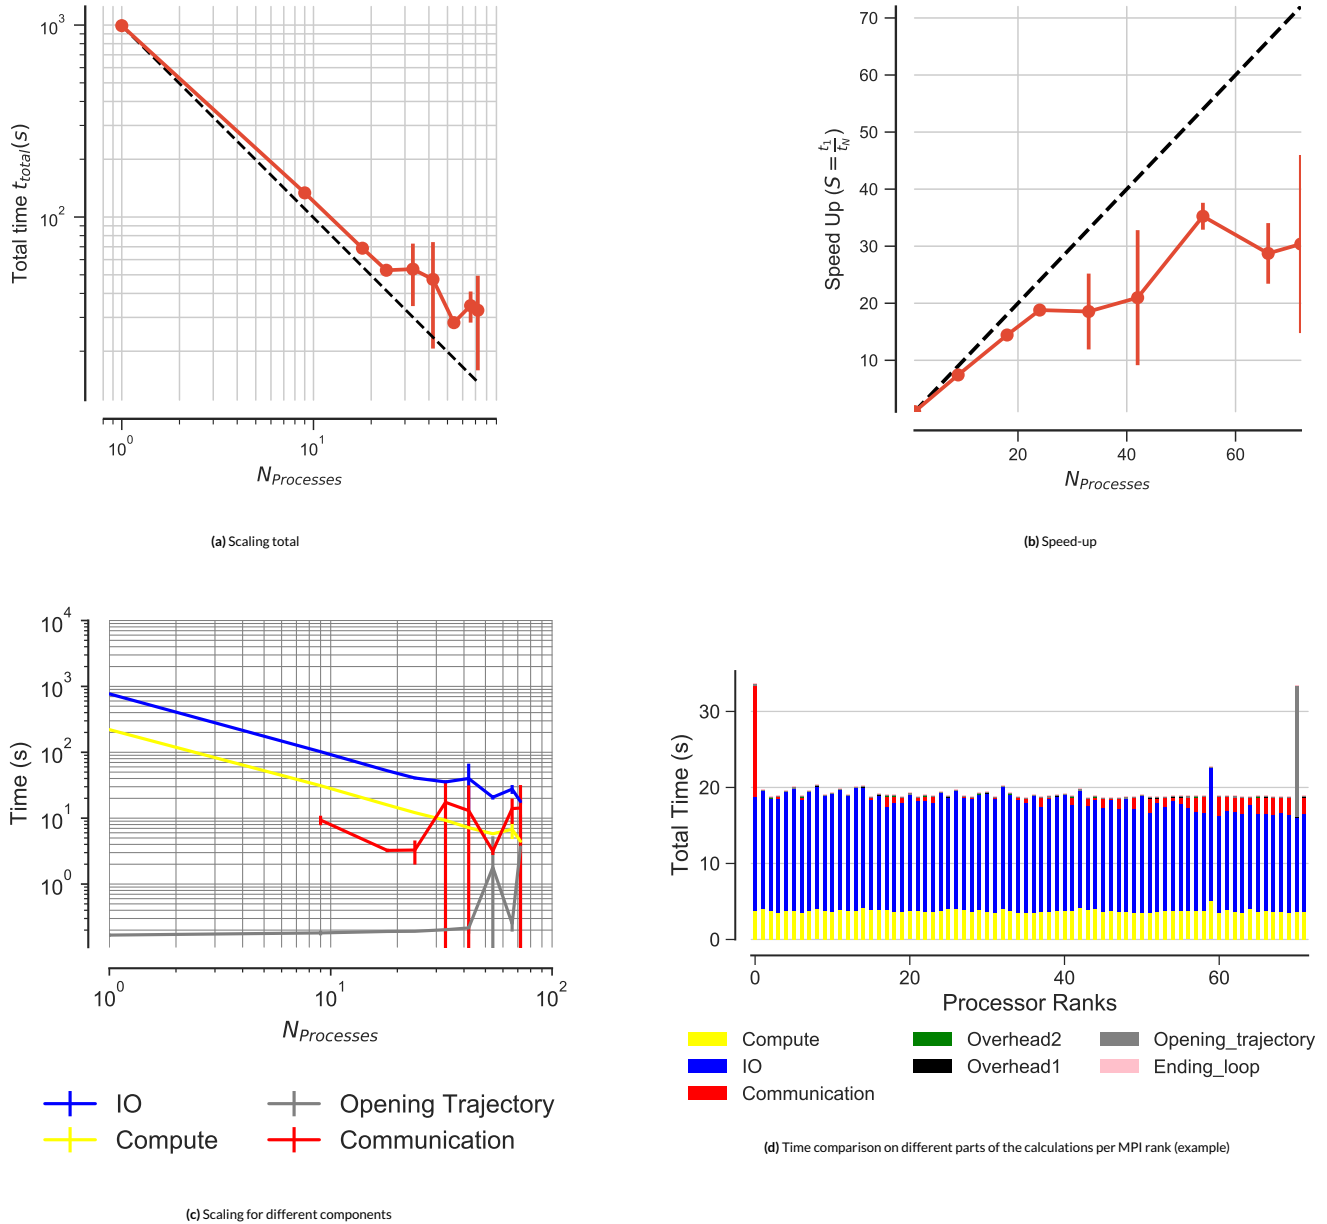 10^3
10^2
Total time t_total(s)
10^0 10^1
N_Processes
(a) Scaling total
70
60
50
40
30
20
10
Speed Up (S = t_1/t_N)
20 40 60
N_Processes
(b) Speed-up
10^4
10^3
10^2
10^1
10^0
Time (s)
10^0 10^1 10^2
N_Processes
IO Opening Trajectory
Compute Communication
(c) Scaling for different components
30
20
10
0
Total Time (s)
0 20 40 60
Processor Ranks
Compute Overhead2 Opening_trajectory
IO Overhead1 Ending_loop
Communication
(d) Time comparison on different parts of the calculations per MPI rank (example)